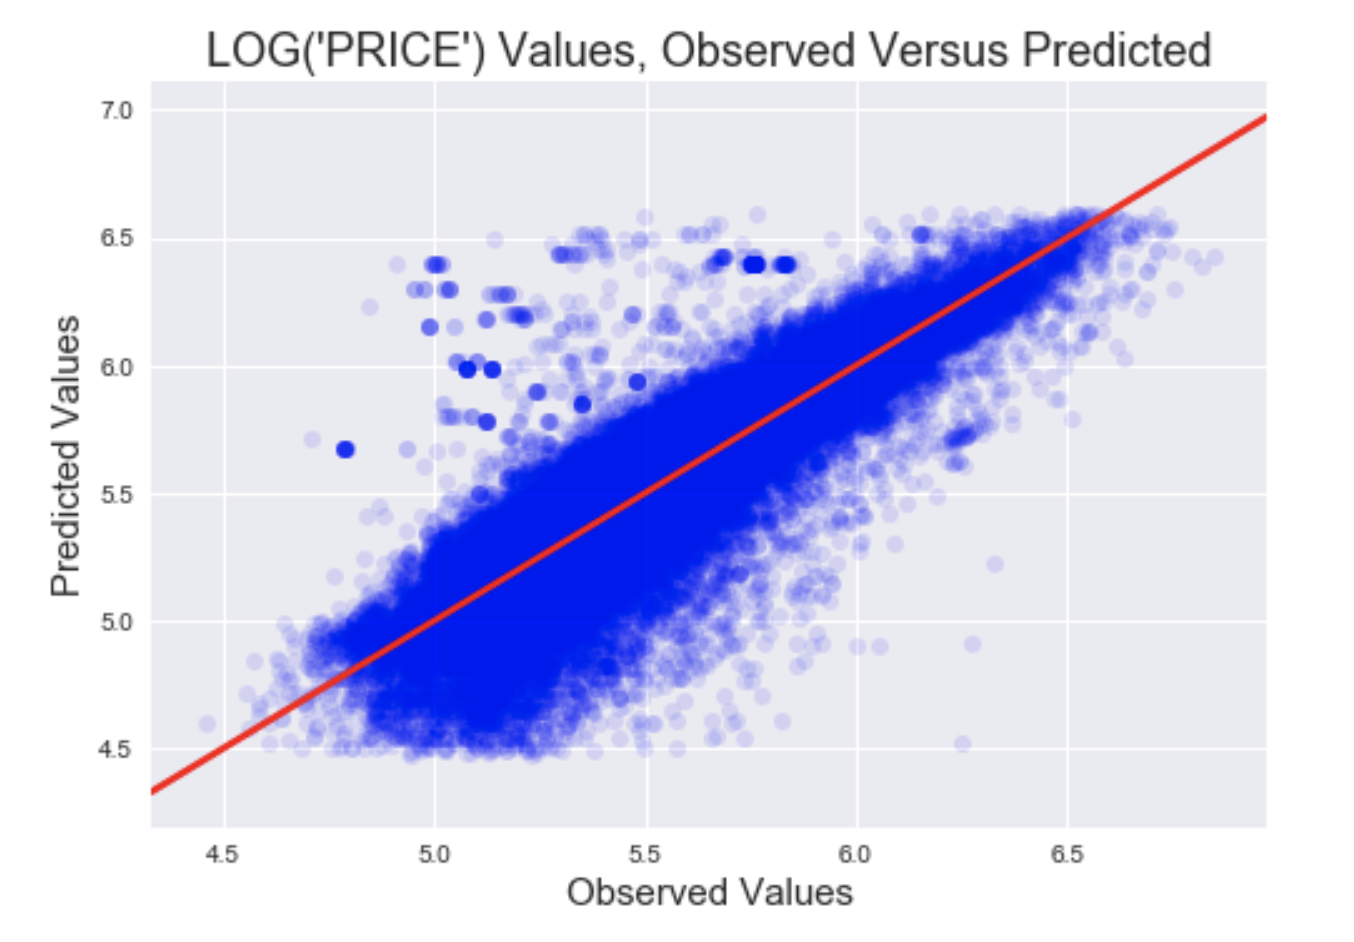 LOG('PRICE') Values, Observed Versus Predicted
7.0
6.5
6.0
5.5
5.0
4.5
Predicted Values
4.5 5.0 5.5 6.0 6.5
Observed Values